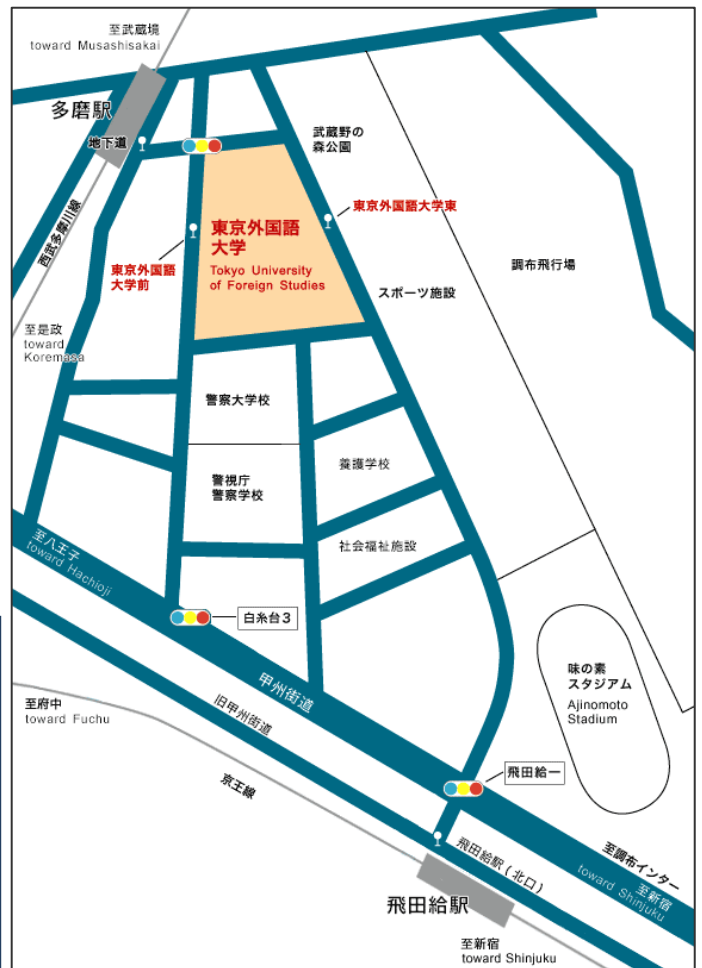 至武蔵境
toward Musashisakai
多磨駅
地下道
武蔵野の
森公園
東京外国語大学東
東京外国語
大学
Tokyo University
of Foreign Studies
東京外国語
大学前
西武多摩川線
調布飛行場
スポーツ施設
至是政
toward
Koremasa
警察大学校
養護学校
警視庁
警察学校
社会福祉施設
至八王子
toward Hachioji
白糸台3
味の素
スタジアム
Ajinomoto
Stadium
甲州街道
旧甲州街道
至府中
toward Fuchu
京王線
飛田給一
飛田給駅(北口)
至調布インター
toward Shinjuku
至新宿
飛田給駅
至新宿
toward Shinjuku